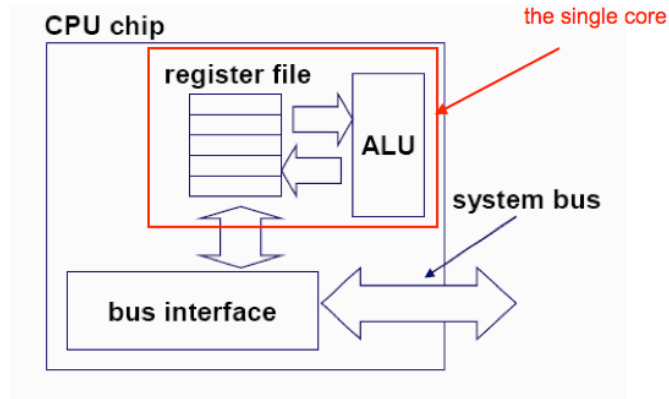 the single core
CPU chip
register file
ALU
system bus
bus interface